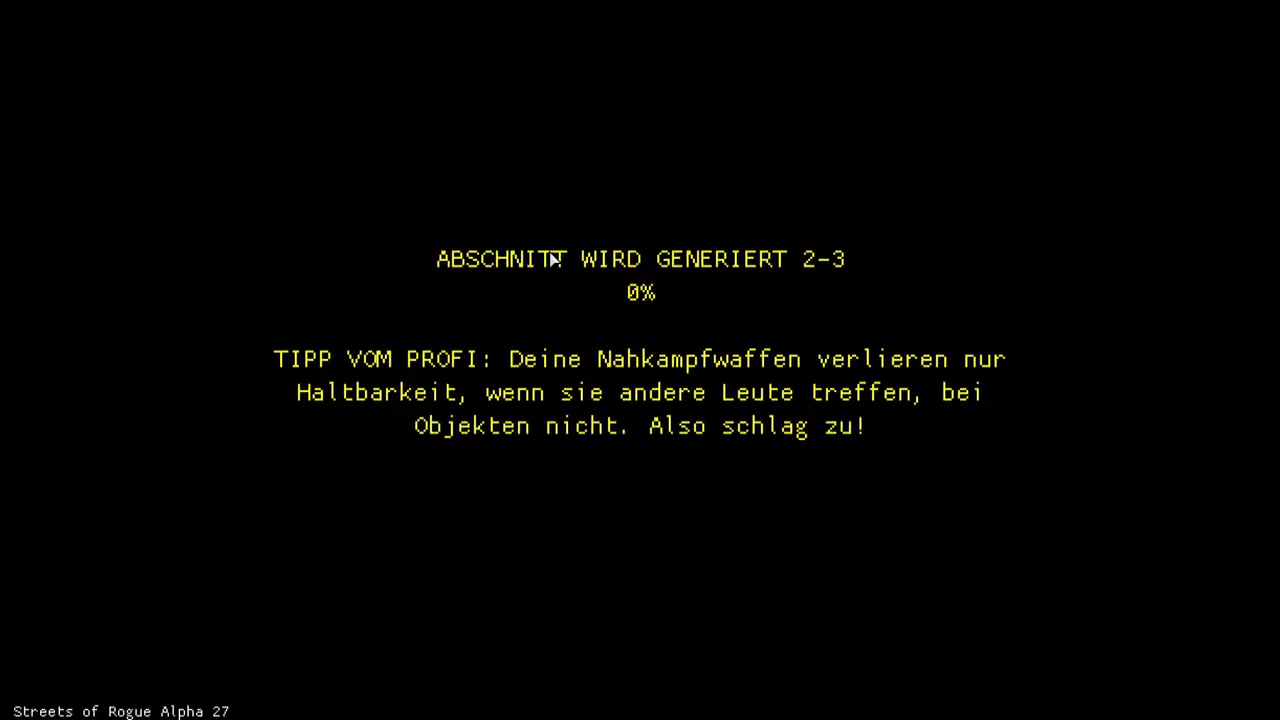 ABSCHNITT WIRD GENERIERT 2-3
0%
TIPP VOM PROFI: Deine Nahkampfwaffen verlieren nur
Haltbarkeit, wenn sie andere Leute treffen, bei
Objekten nicht. Also schlag zu!
Streets of Rogue Alpha 27